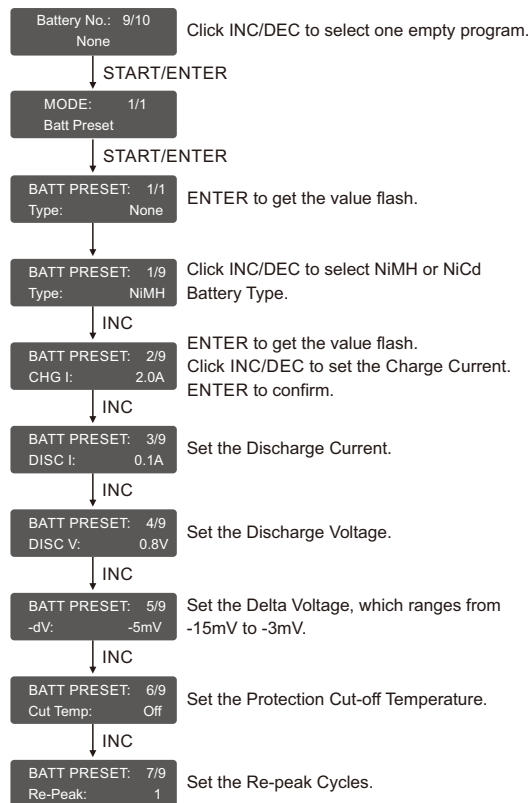 Battery No.: 9/10
None
Click INC/DEC to select one empty program.
START/ENTER
MODE: 1/1
Batt Preset
START/ENTER
BATT PRESET: 1/1
Type: None
ENTER to get the value flash.
BATT PRESET: 1/9
Type: NiMH
Click INC/DEC to select NiMH or NiCd
Battery Type.
INC
BATT PRESET: 2/9
CHG I: 2.0A
ENTER to get the value flash.
Click INC/DEC to set the Charge Current.
ENTER to confirm.
INC
BATT PRESET: 3/9
DISC I: 0.1A
Set the Discharge Current.
INC
BATT PRESET: 4/9
DISC V: 0.8V
Set the Discharge Voltage.
INC
BATT PRESET: 5/9
-dV: -5mV
Set the Delta Voltage, which ranges from
-15mV to -3mV.
INC
BATT PRESET: 6/9
Cut Temp: Off
Set the Protection Cut-off Temperature.
INC
BATT PRESET: 7/9
Re-Peak: 1
Set the Re-peak Cycles.